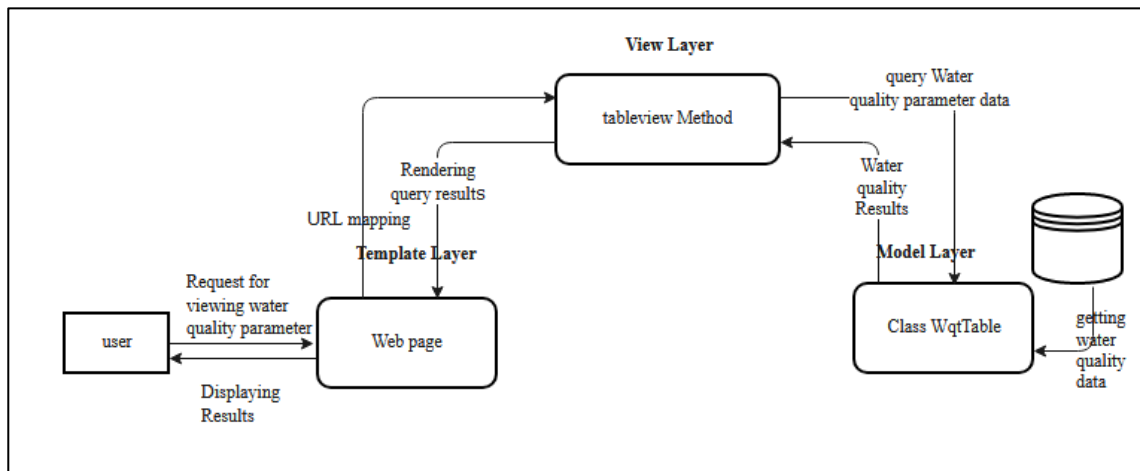 View Layer
tableview Method
query Water
quality parameter data
Rendering
query results
URL mapping
Water
quality
Results
Template Layer
Model Layer
Request for
viewing water
quality parameter
user
Web page
Class WqtTable
getting
water
quality
data
Displaying
Results